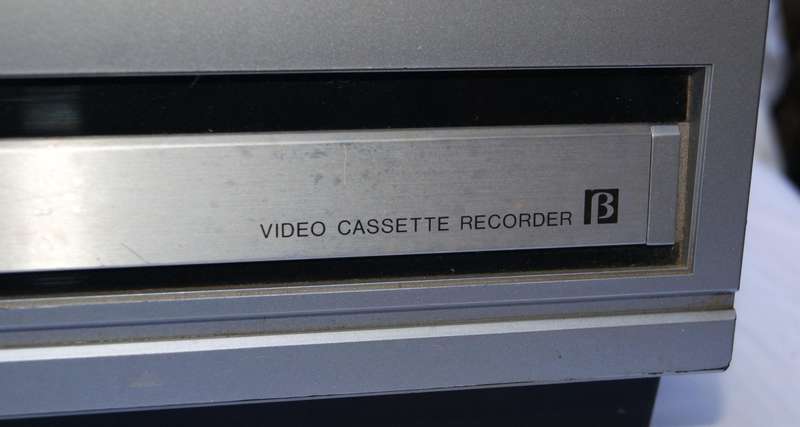 VIDEO CASSETTE RECORDER β